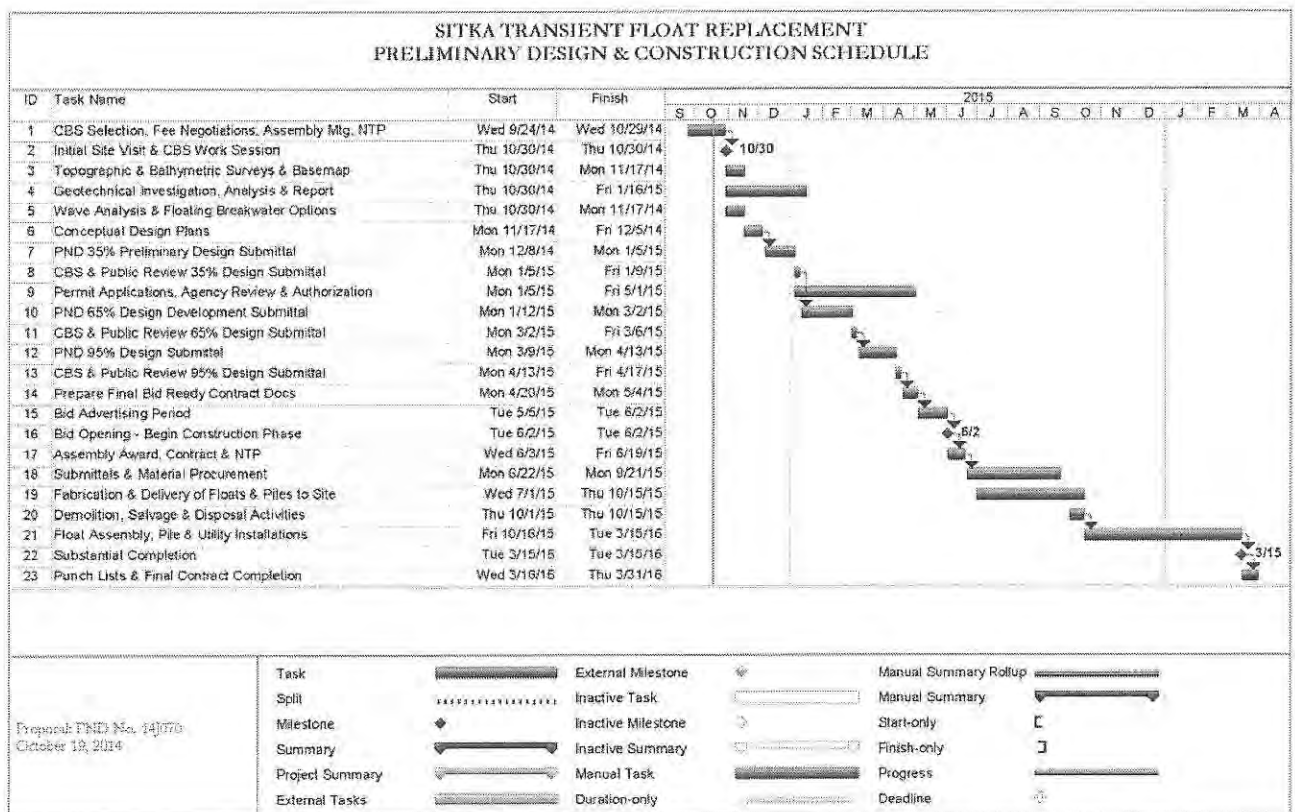 SITKA TRANSIENT FLOAT REPLACEMENT
PRELIMINARY DESIGN & CONSTRUCTION SCHEDULE
ID Task Name Start Finish 2015
S O N D J F M A M J J A S O N D J F M A
1 CBS Selection, Fee Negotiations, Assembly Mtg, NTP Wed 9/24/14 Wed 10/29/14
2 Initial Site Visit & CBS Work Session Thu 10/30/14 Thu 10/30/14 10/30
3 Topographic & Bathymetric Surveys & Basemap Thu 10/30/14 Mon 11/17/14
4 Geotechnical Investigation, Analysis & Report Thu 10/30/14 Fri 1/16/15
5 Wave Analysis & Floating Breakwater Options Thu 10/30/14 Mon 11/17/14
6 Conceptual Design Plans Mon 11/17/14 Fri 12/5/14
7 PND 35% Preliminary Design Submittal Mon 12/8/14 Mon 1/5/15
8 CBS & Public Review 35% Design Submittal Mon 1/5/15 Fri 1/9/15
9 Permit Applications, Agency Review & Authorization Mon 1/5/15 Fri 5/1/15
10 PND 65% Design Development Submittal Mon 1/12/15 Mon 3/2/15
11 CBS & Public Review 65% Design Submittal Mon 3/2/15 Fri 3/6/15
12 PND 95% Design Submittal Mon 3/9/15 Mon 4/13/15
13 CBS & Public Review 95% Design Submittal Mon 4/13/15 Fri 4/17/15
14 Prepare Final Bid Ready Contract Docs Mon 4/20/15 Mon 5/4/15
15 Bid Advertising Period Tue 5/5/15 Tue 6/2/15
16 Bid Opening - Begin Construction Phase Tue 6/2/15 Tue 6/2/15 6/2
17 Assembly Award, Contract & NTP Wed 6/3/15 Fri 6/19/15
18 Submittals & Material Procurement Mon 6/22/15 Mon 9/21/15
19 Fabrication & Delivery of Floats & Piles to Site Wed 7/1/15 Thu 10/15/15
20 Demolition, Salvage & Disposal Activities Thu 10/1/15 Thu 10/15/15
21 Float Assembly, Pile & Utility Installations Fri 10/16/15 Tue 3/15/16
22 Substantial Completion Tue 3/15/16 Tue 3/15/16 3/15
23 Punch Lists & Final Contract Completion Wed 3/16/16 Thu 3/31/16
Proposal: PND No. 14J070
October 19, 2014
Task External Milestone Manual Summary Rollup
Split Inactive Task Manual Summary
Milestone Inactive Milestone Start-only
Summary Inactive Summary Finish-only
Project Summary Manual Task Progress
External Tasks Duration-only Deadline